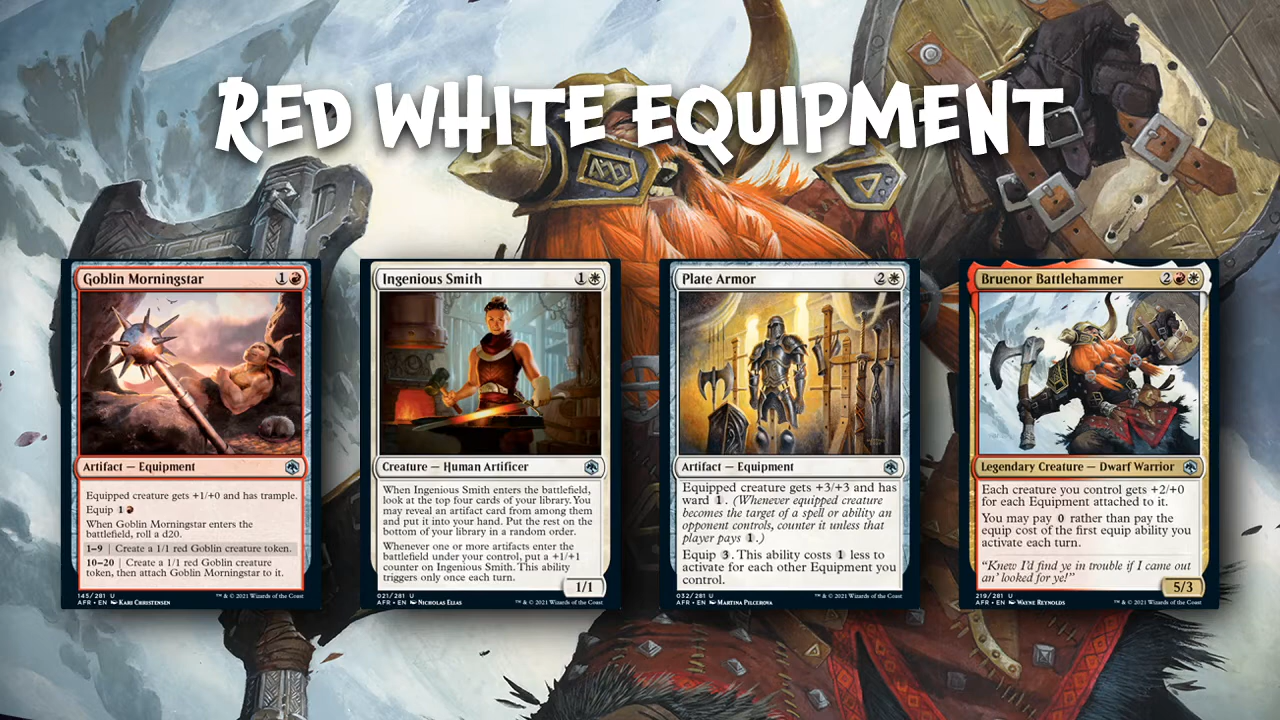 RED WHITE EQUIPMENT
Goblin Morningstar 1
Artifact — Equipment
Equipped creature gets +1/+0 and has trample.
Equip 1
When Goblin Morningstar enters the
battlefield, roll a d20.
1–9 | Create a 1/1 red Goblin creature token.
10–20 | Create a 1/1 red Goblin creature
token, then attach Goblin Morningstar to it.
145/281 U
AFR • EN Kari Christensen
™ & © 2021 Wizards of the Coast
Ingenious Smith 1
Creature — Human Artificer
When Ingenious Smith enters the battlefield,
look at the top four cards of your library. You
may reveal an artifact card from among them
and put it into your hand. Put the rest on the
bottom of your library in a random order.
Whenever one or more artifacts enter the
battlefield under your control, put a +1/+1
counter on Ingenious Smith. This ability
triggers only once each turn.
1/1
021/281 U
AFR • EN Nicholas Elias
™ & © 2021 Wizards of the Coast
Plate Armor 2
Artifact — Equipment
Equipped creature gets +3/+3 and has
ward 1. (Whenever equipped creature
becomes the target of a spell or ability an
opponent controls, counter it unless that
player pays 1.)
Equip 3. This ability costs 1 less to
activate for each other Equipment you
control.
032/281 U
AFR • EN Martina Pilcerova
™ & © 2021 Wizards of the Coast
Bruenor Battlehammer 2
Legendary Creature — Dwarf Warrior
Each creature you control gets +2/+0
for each Equipment attached to it.
You may pay 0 rather than pay the
equip cost of the first equip ability you
activate each turn.
“Knew I’d find ye in trouble if I came out
an’ looked for ye!”
5/3
219/281 U
AFR • EN Wayne Reynolds
™ & © 2021 Wizards of the Coast